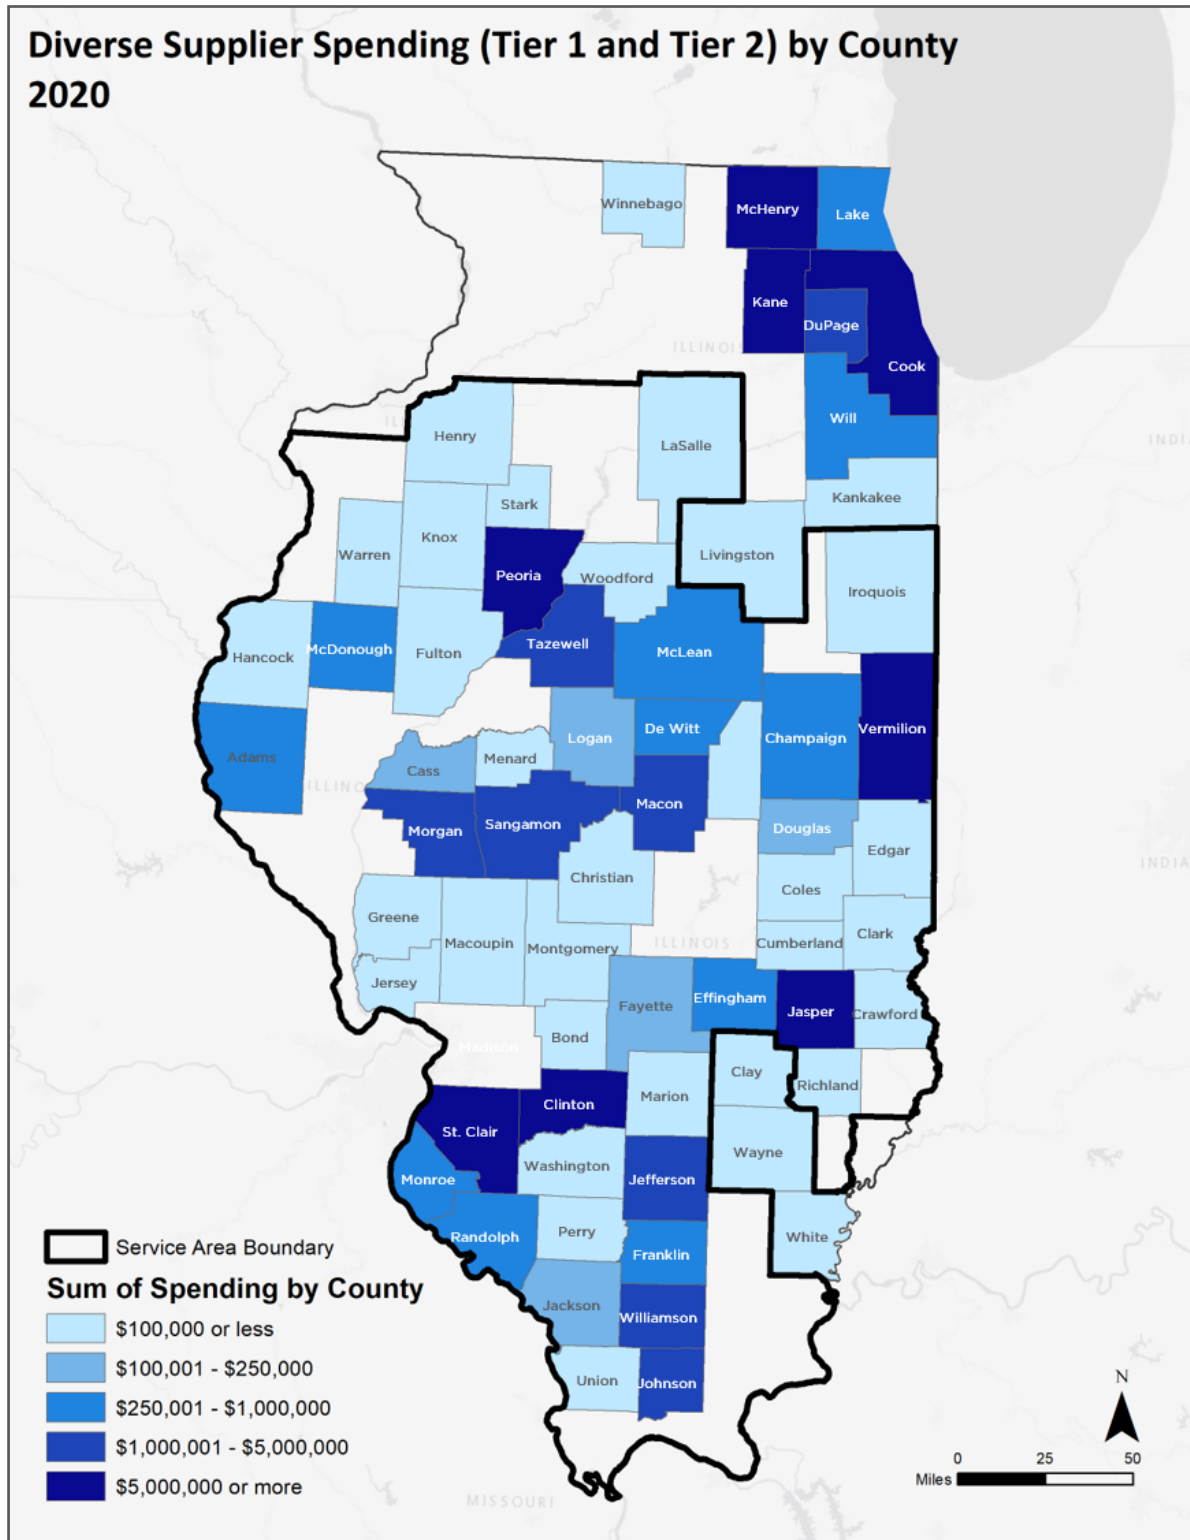 Diverse Supplier Spending (Tier 1 and Tier 2) by County
2020
Winnebago
McHenry
Lake
Kane
DuPage
ILLINOIS
Cook
Will
INDIA
Henry
LaSalle
Kankakee
Stark
Knox
Warren
Livingston
Peoria
Woodford
Iroquois
Tazewell
McDonough
McLean
Hancock
Fulton
Vermilion
De Witt
Logan
Champaign
Adams
Menard
Cass
ILLINO
Macon
Sangamon
Morgan
Douglas
Edgar
INDIA
Christian
Coles
Greene
Clark
Macoupin
Montgomery
ILLINOIS
Cumberland
Jersey
Effingham
Fayette
Jasper
Crawford
Bond
Madison
Clay
Richland
Marion
Clinton
St. Clair
Wayne
Washington
Jefferson
Monroe
Perry
Randolph
White
Franklin
Jackson
Williamson
Union
Johnson
Service Area Boundary
Sum of Spending by County
$100,000 or less
$100,001 - $250,000
$250,001 - $1,000,000
$1,000,001 - $5,000,000
$5,000,000 or more
N
0 25 50
Miles
MISSOURI